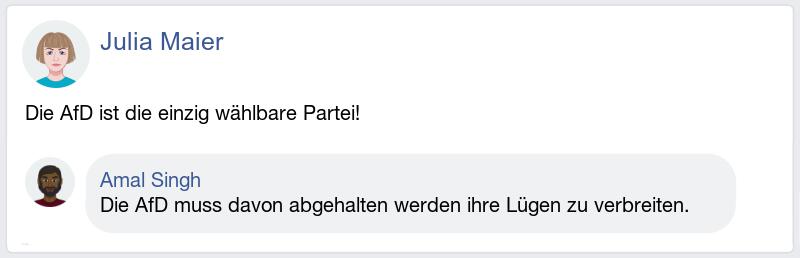 Julia Maier
Die AfD ist die einzig wählbare Partei!
Amal Singh
Die AfD muss davon abgehalten werden ihre Lügen zu verbreiten.